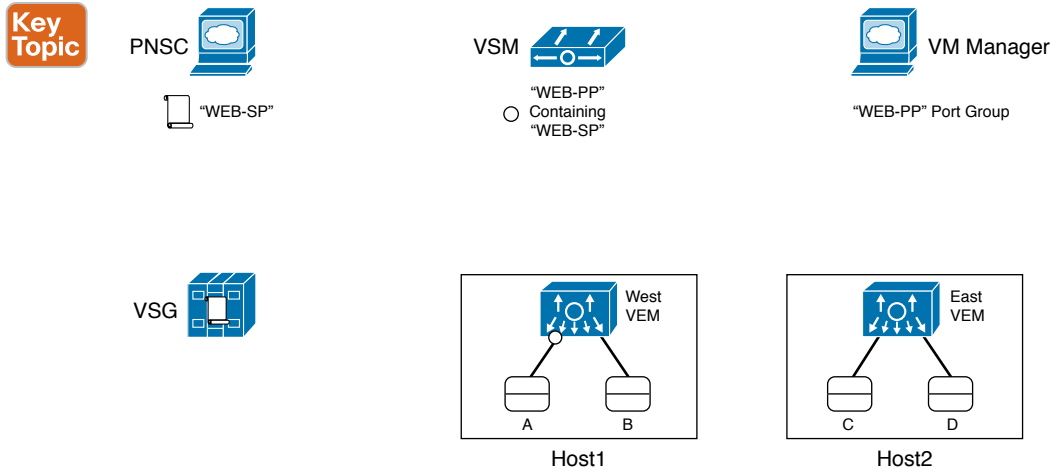 Key
Topic
PNSC
VSM
VM Manager
“WEB-SP”
“WEB-PP”
Containing
“WEB-SP”
“WEB-PP” Port Group
VSG
West
VEM
East
VEM
A
B
C
D
Host1
Host2